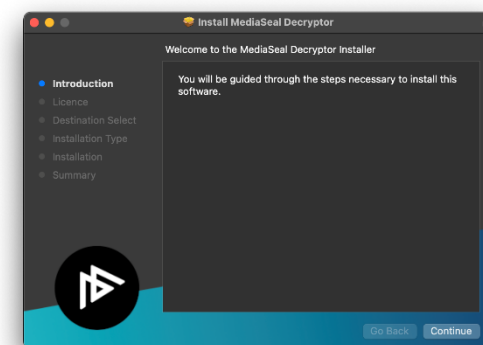 Install MediaSeal Decryptor
Welcome to the MediaSeal Decryptor Installer
Introduction
Licence
Destination Select
Installation Type
Installation
Summary
You will be guided through the steps necessary to install this
software.
Go Back
Continue